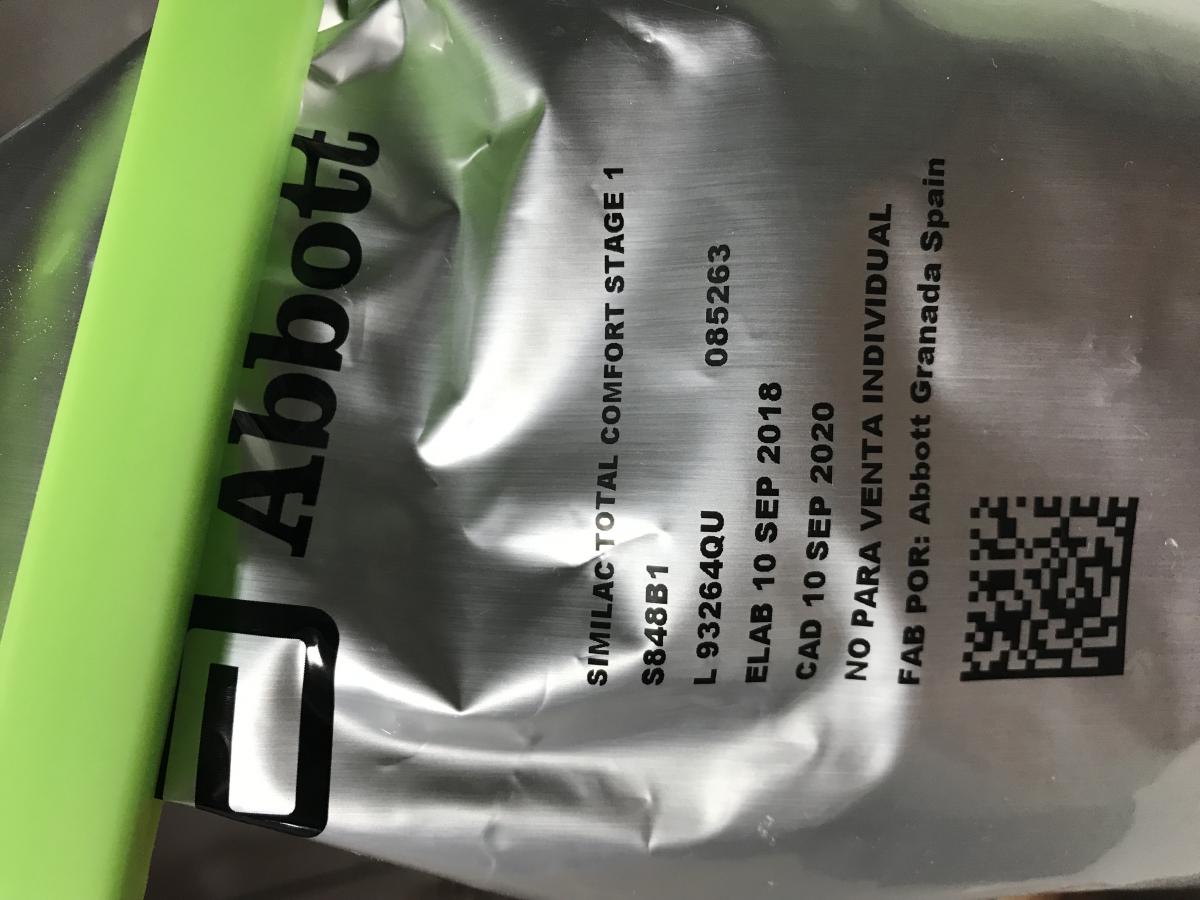 Abbott
SIMILAC TOTAL COMFORT STAGE 1
S848B1
L 93264QU 085263
ELAB 10 SEP 2018
CAD 10 SEP 2020
NO PARA VENTA INDIVIDUAL
FAB POR: Abbott Granada Spain